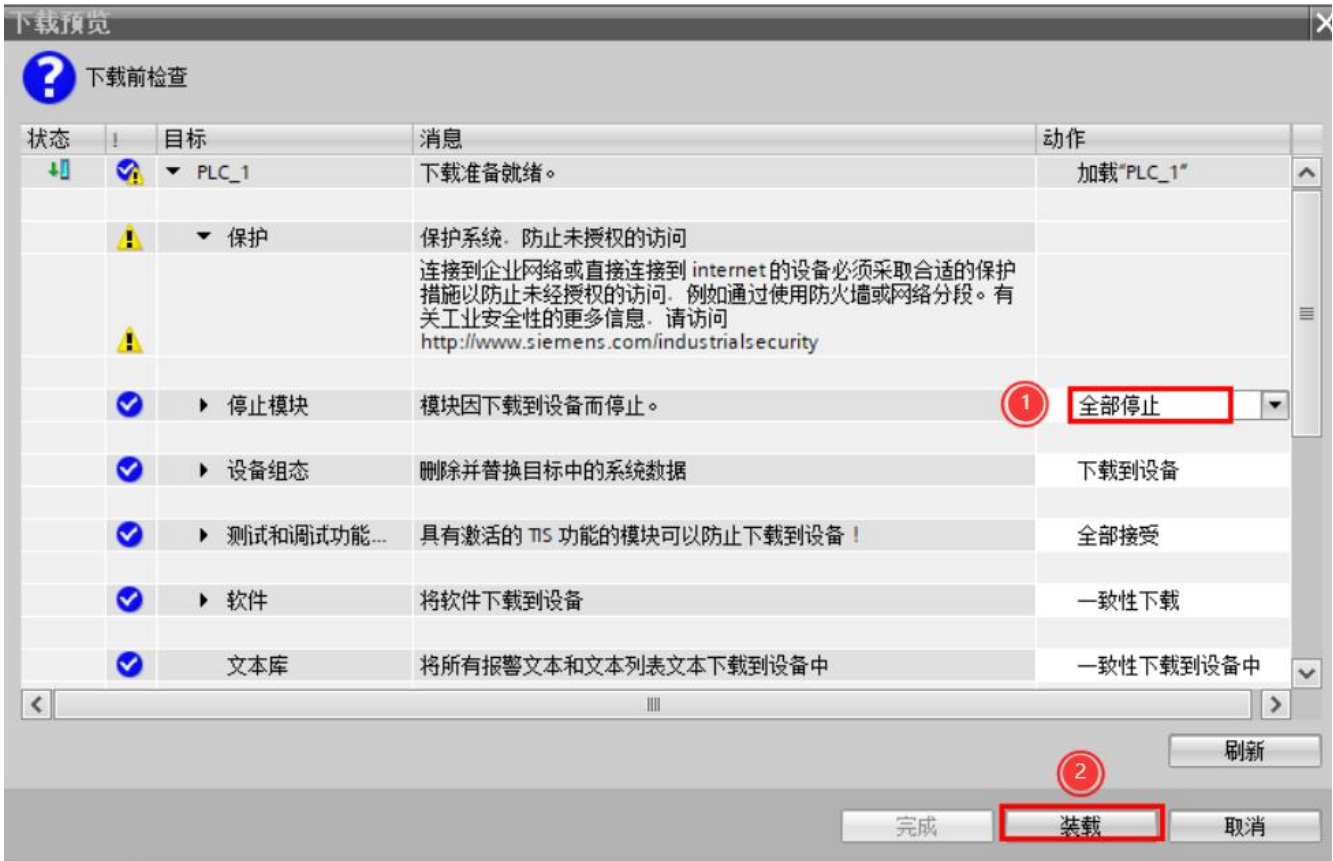 下载预览
下载前检查
状态 ! 目标 消息 动作
PLC_1 下载准备就绪。 加载“PLC_1”
保护 保护系统，防止未授权的访问
连接到企业网络或直接连接到 internet 的设备必须采取合适的保护
措施以防止未经授权的访问，例如通过使用防火墙或网络分段。有
关工业安全性的更多信息，请访问
http://www.siemens.com/industrialsecurity
停止模块 模块因下载到设备而停止。 1 全部停止
设备组态 删除并替换目标中的系统数据 下载到设备
测试和调试功能... 具有激活的 TIS 功能的模块可以防止下载到设备！ 全部接受
软件 将软件下载到设备 一致性下载
文本库 将所有报警文本和文本列表文本下载到设备中 一致性下载到设备中
刷新
2
完成 装载 取消